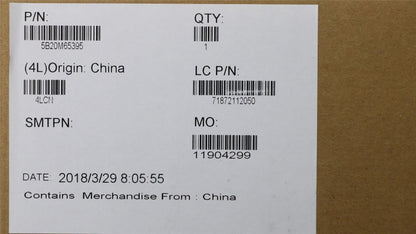 P/N: QTY:
5B20M65395 1
(4L)Origin: China LC P/N:
4LCN 71872112050
SMTPN: MO:
11904299
DATE: 2018/3/29 8:05:55
Contains Merchandise From : China